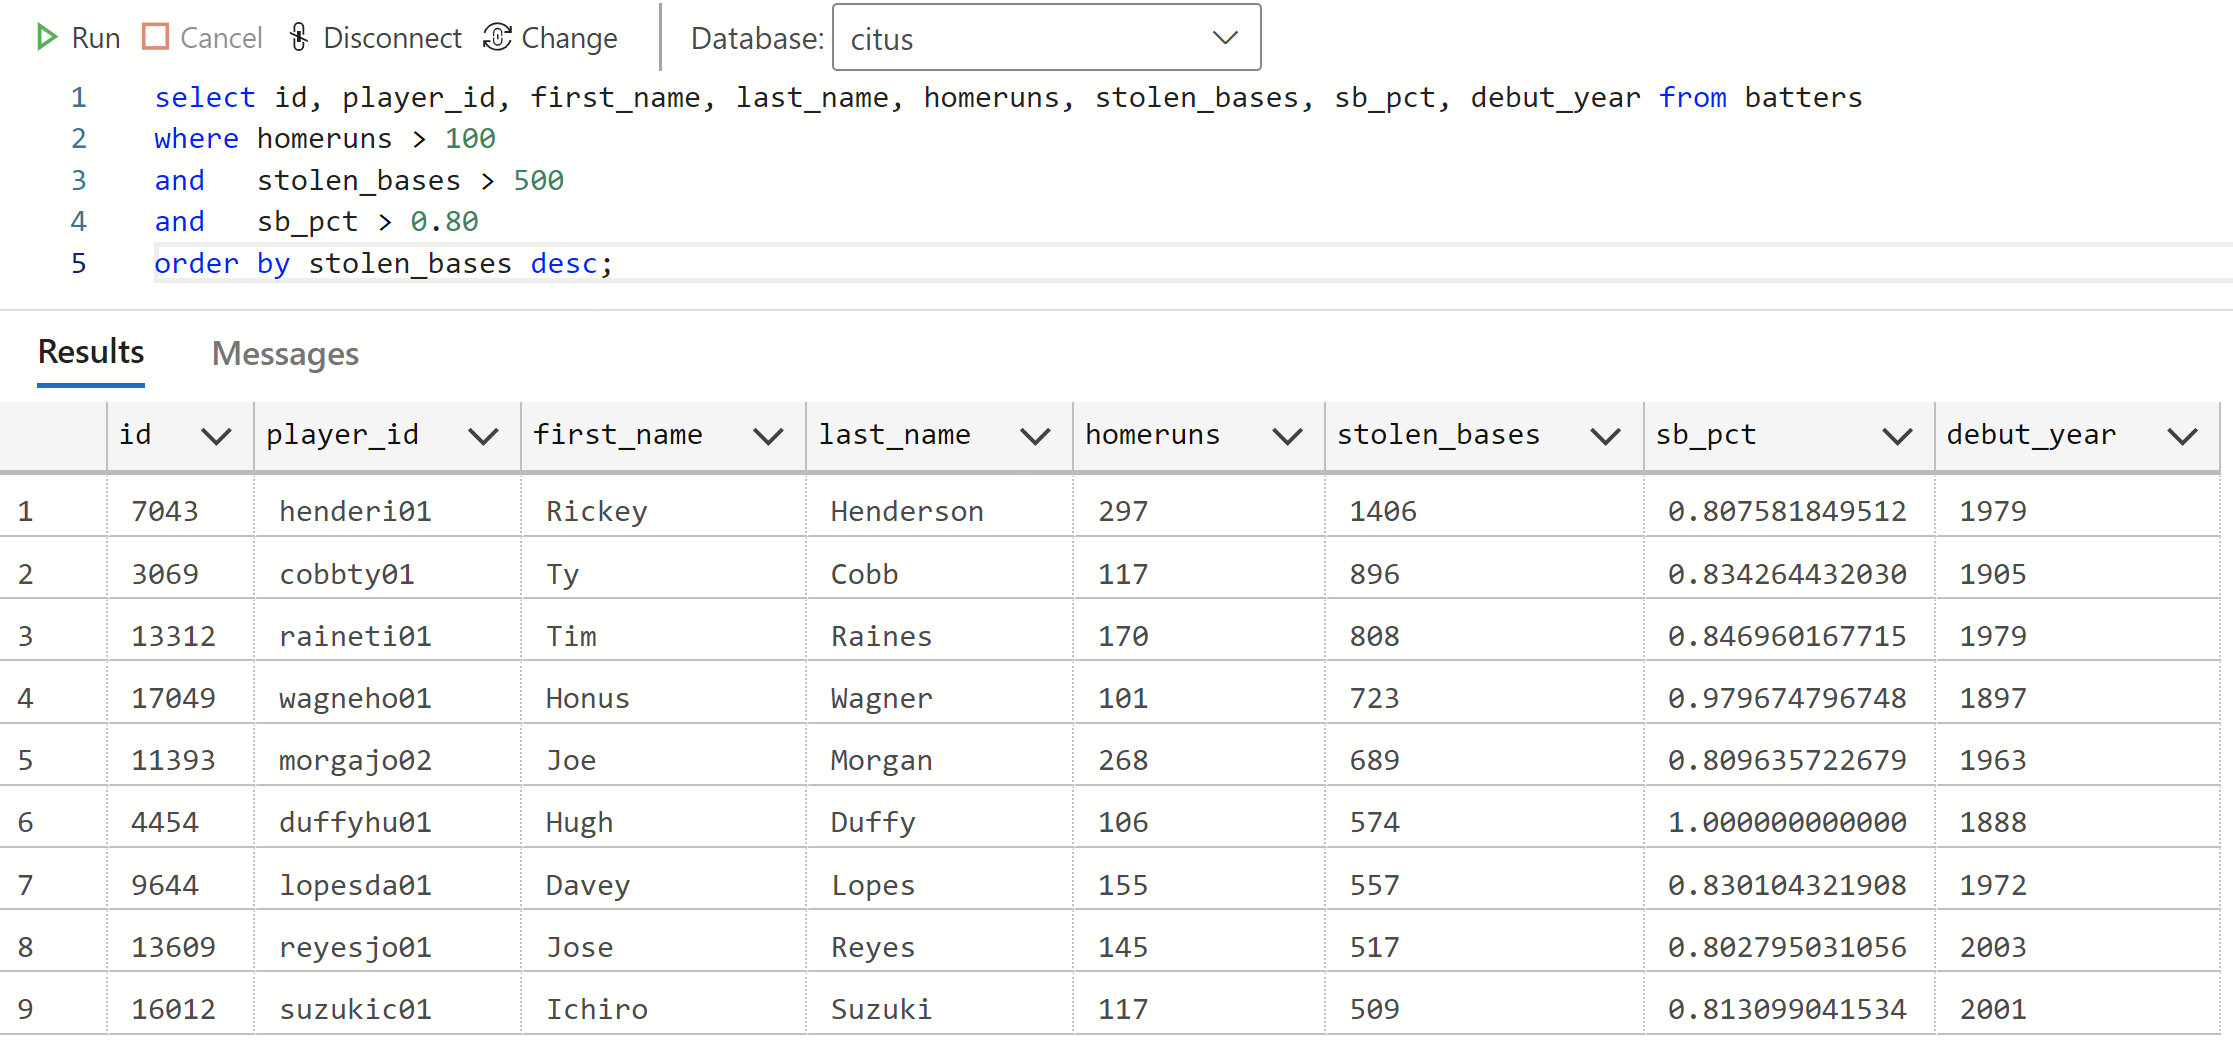 Run Cancel Disconnect Change Database: citus
1 select id, player_id, first_name, last_name, homeruns, stolen_bases, sb_pct, debut_year from batters
2 where homeruns > 100
3 and   stolen_bases > 500
4 and   sb_pct > 0.80
5 order by stolen_bases desc;
Results Messages
id player_id first_name last_name homeruns stolen_bases sb_pct debut_year
1 7043 henderi01 Rickey Henderson 297 1406 0.807581849512 1979
2 3069 cobbty01 Ty Cobb 117 896 0.834264432030 1905
3 13312 raineti01 Tim Raines 170 808 0.846960167715 1979
4 17049 wagneho01 Honus Wagner 101 723 0.979674796748 1897
5 11393 morgajo02 Joe Morgan 268 689 0.809635722679 1963
6 4454 duffyhu01 Hugh Duffy 106 574 1.000000000000 1888
7 9644 lopesda01 Davey Lopes 155 557 0.830104321908 1972
8 13609 reyesjo01 Jose Reyes 145 517 0.802795031056 2003
9 16012 suzukic01 Ichiro Suzuki 117 509 0.813099041534 2001